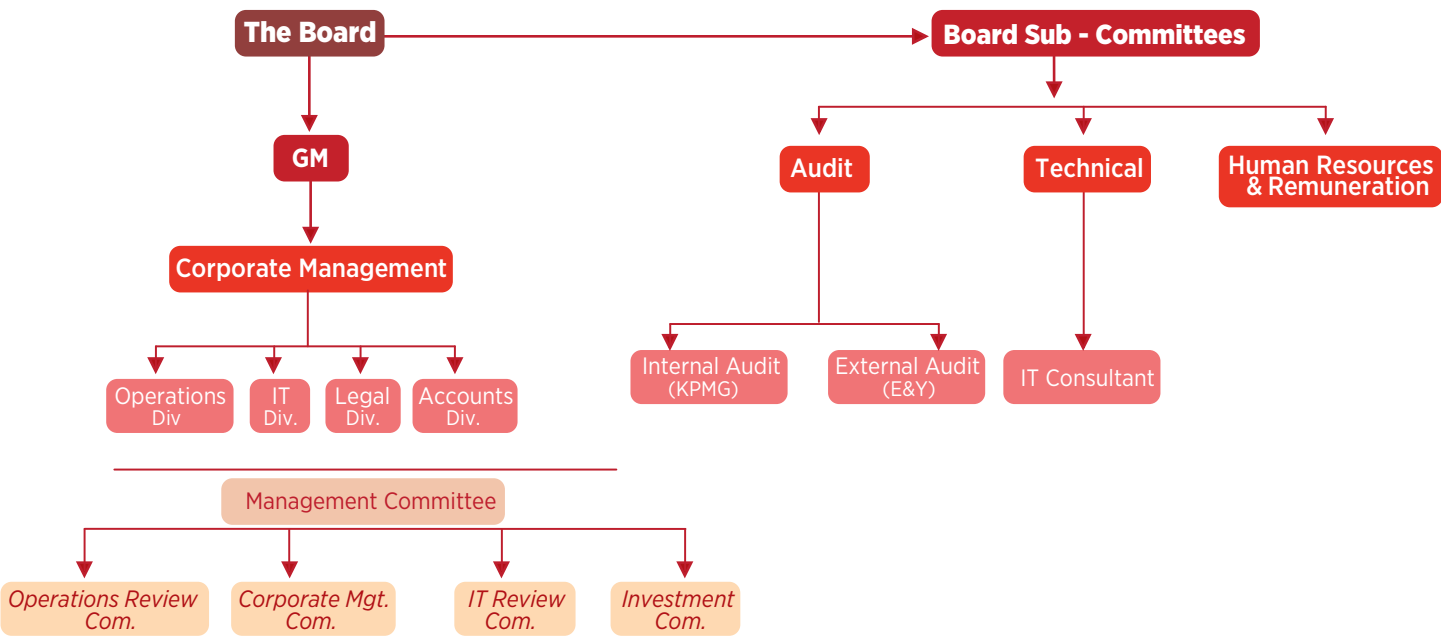 The Board
Board Sub - Committees
GM
Audit
Technical
Human Resources
& Remuneration
Corporate Management
Operations
Div
IT
Div.
Legal
Div.
Accounts
Div.
Internal Audit
(KPMG)
External Audit
(E&Y)
IT Consultant
Management Committee
Operations Review
Com.
Corporate Mgt.
Com.
IT Review
Com.
Investment
Com.